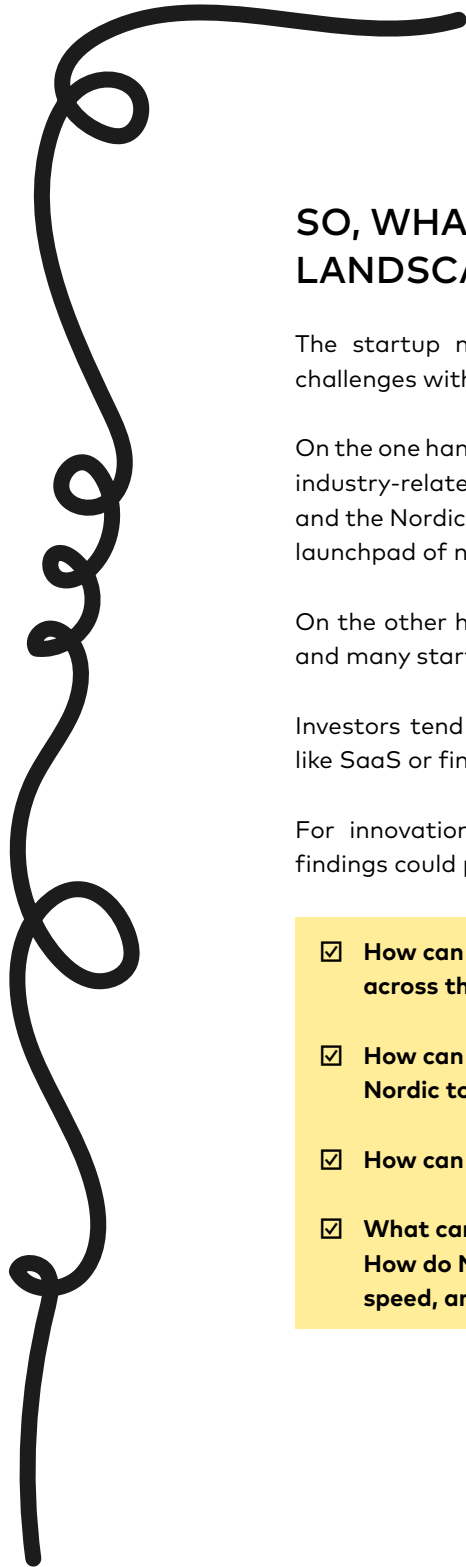 SO, WHA
LANDSCA
The startup
challenges with
On the one han
industry-relate
and the Nordic
launchpad of n
On the other h
and many start
Investors tend
like SaaS or fin
For innovation
findings could p
☑ How can
across th
☑ How can
Nordic to
☑ How can
☑ What can
How do N
speed, an